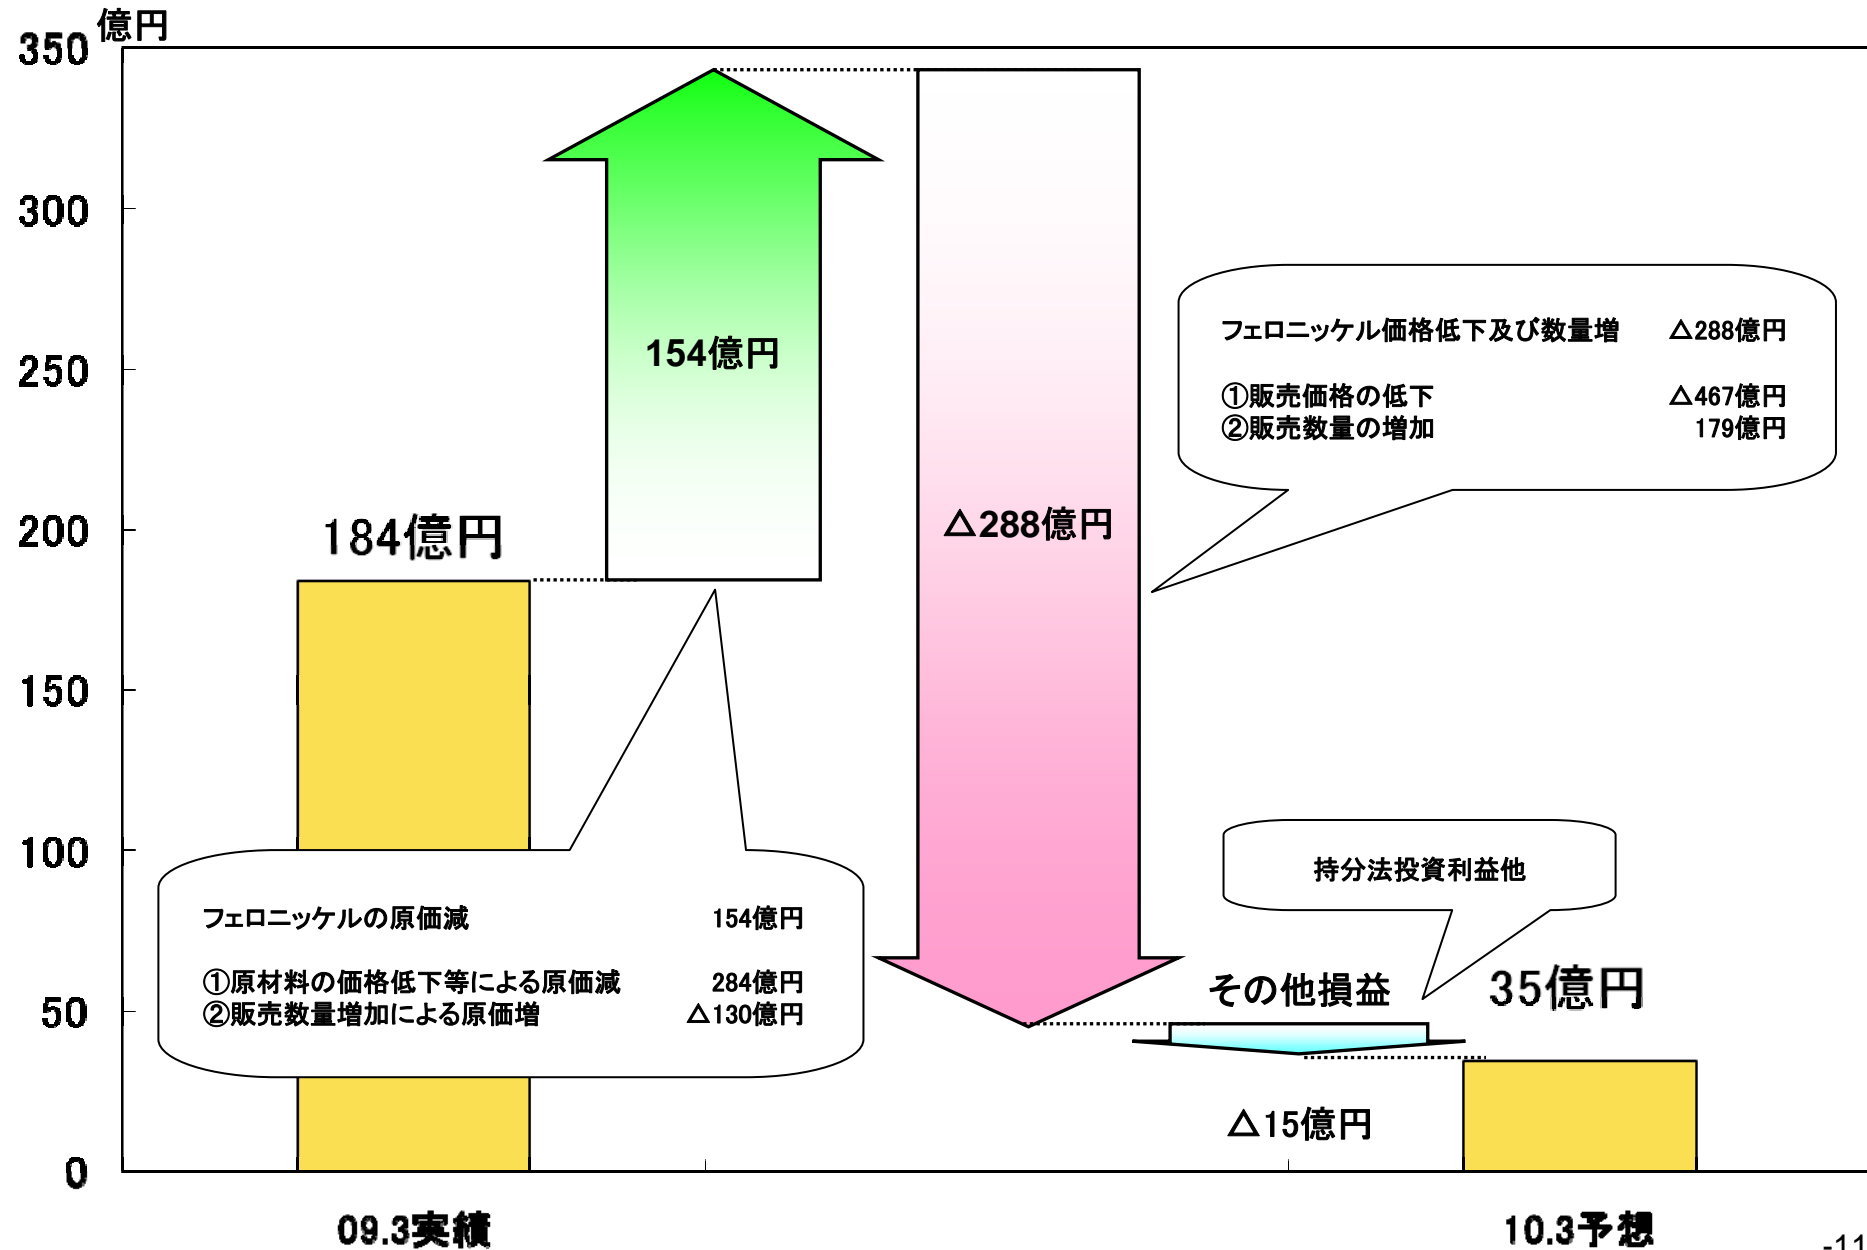 億円
350
300
250
200
150
100
50
0
184億円
154億円
△288億円
フェロニッケル価格低下及び数量増 △288億円
①販売価格の低下 △467億円
②販売数量の増加 179億円
フェロニッケルの原価減 154億円
①原材料の価格低下等による原価減 284億円
②販売数量増加による原価増 △130億円
持分法投資利益他
その他損益
35億円
△15億円
09.3実績
10.3予想
-11